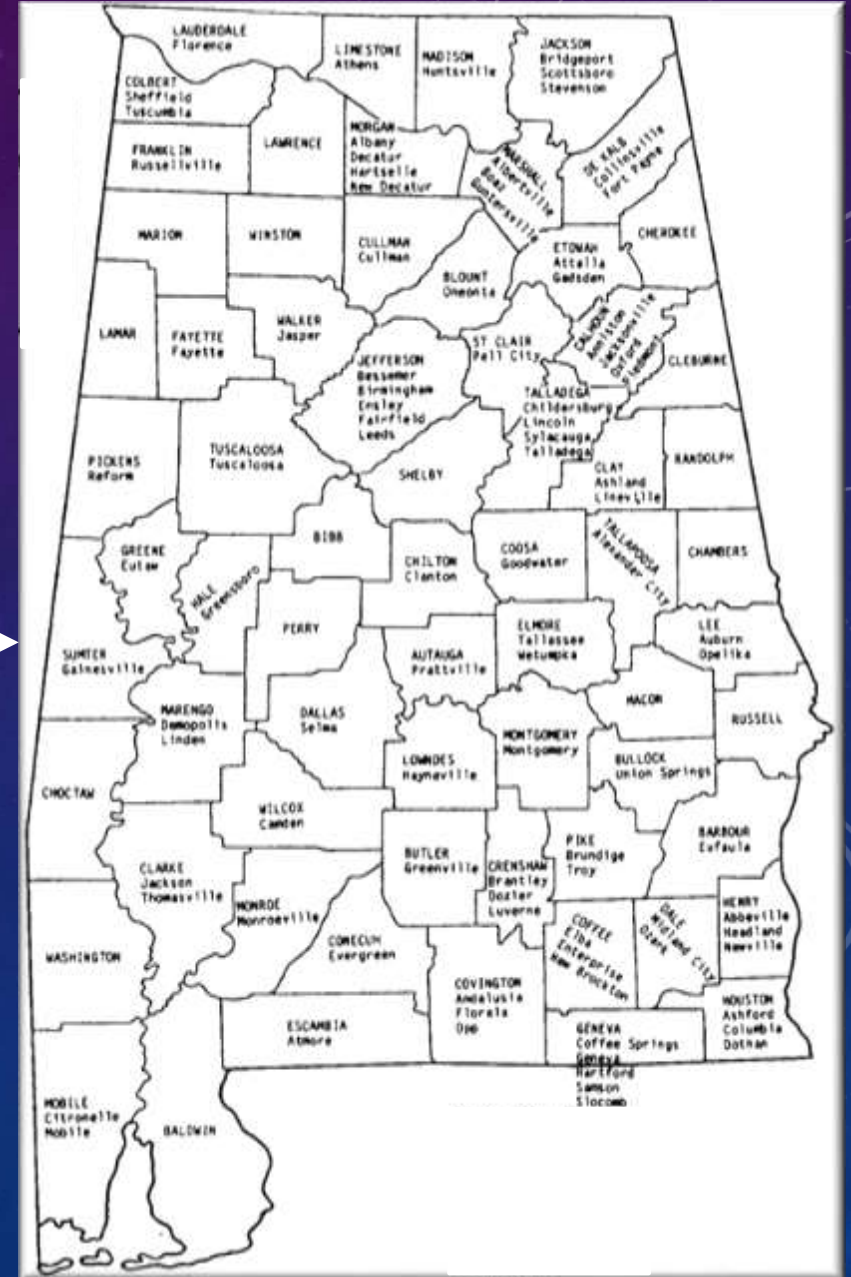 LAUDERDALE
Florence
LIMESTONE
Athens
MADISON
Huntsville
JACKSON
Bridgeport
Scottsboro
Stevenson
COLBERT
Sheffield
Tuscumbia
FRANKLIN
Russellville
LAWRENCE
MORGAN
Albany
Decatur
Hartselle
New Decatur
MARSHALL
Albertville
Boaz
Guntersville
DE KALB
Collinsville
Fort Payne
MARION
WINSTON
CULLMAN
Cullman
BLOUNT
Oneonta
ETOWAH
Attalla
Gadsden
CHEROKEE
LAMAR
FAYETTE
Fayette
WALKER
Jasper
JEFFERSON
Bessemer
Birmingham
Ensley
Fairfield
Leeds
ST CLAIR
Pell City
CALHOUN
Anniston
Jacksonville
Oxford
Piedmont
CLEBURNE
TALLADEGA
Childersburg
Lincoln
Sylacauga
Talladega
PICKENS
Reform
TUSCALOOSA
Tuscaloosa
SHELBY
CLAY
Ashland
Lineville
RANDOLPH
GREENE
Eutaw
HALE
Greensboro
BIBB
CHILTON
Clanton
COOSA
Goodwater
TALLAPOOSA
Alexander City
CHAMBERS
SUMTER
Gainesville
PERRY
AUTAUGA
Prattville
ELMORE
Tallassee
Wetumpka
LEE
Auburn
Opelika
MARENGO
Demopolis
Linden
DALLAS
Selma
LOWNDES
Hayneville
MONTGOMERY
Montgomery
MACON
RUSSELL
BULLOCK
Union Springs
CHOCTAW
WILCOX
Camden
BUTLER
Greenville
CRENSHAW
Brantley
Dozier
Luverne
PIKE
Brundige
Troy
BARBOUR
Eufaula
CLARKE
Jackson
Thomasville
MONROE
Monroeville
CONECUH
Evergreen
COFFEE
Elba
Enterprise
New Brockton
DALE
Midland City
Ozark
HENRY
Abbeville
Headland
Newville
WASHINGTON
COVINGTON
Andalusia
Florala
Opp
ESCAMBIA
Atmore
GENEVA
Coffee Springs
Geneva
Hartford
Samson
Slocomb
HOUSTON
Ashford
Columbia
Dothan
MOBILE
Citronelle
Mobile
BALDWIN